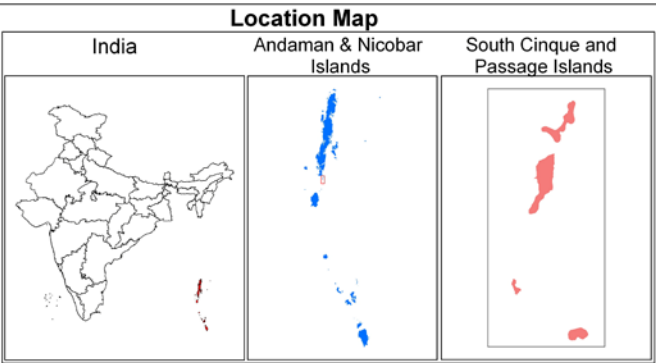 Location Map
India
Andaman & Nicobar
Islands
South Cinque and
Passage Islands